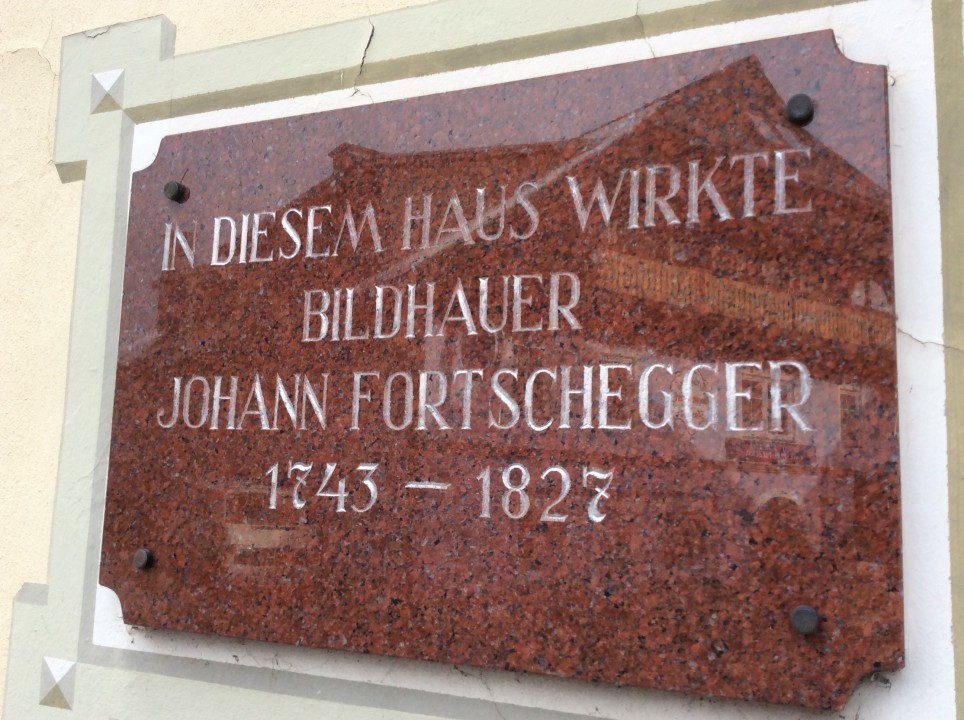 IN DIESEM HAUS WIRKTE
BILDHAUER
JOHANN FORTSCHEGGER
1743 – 1827